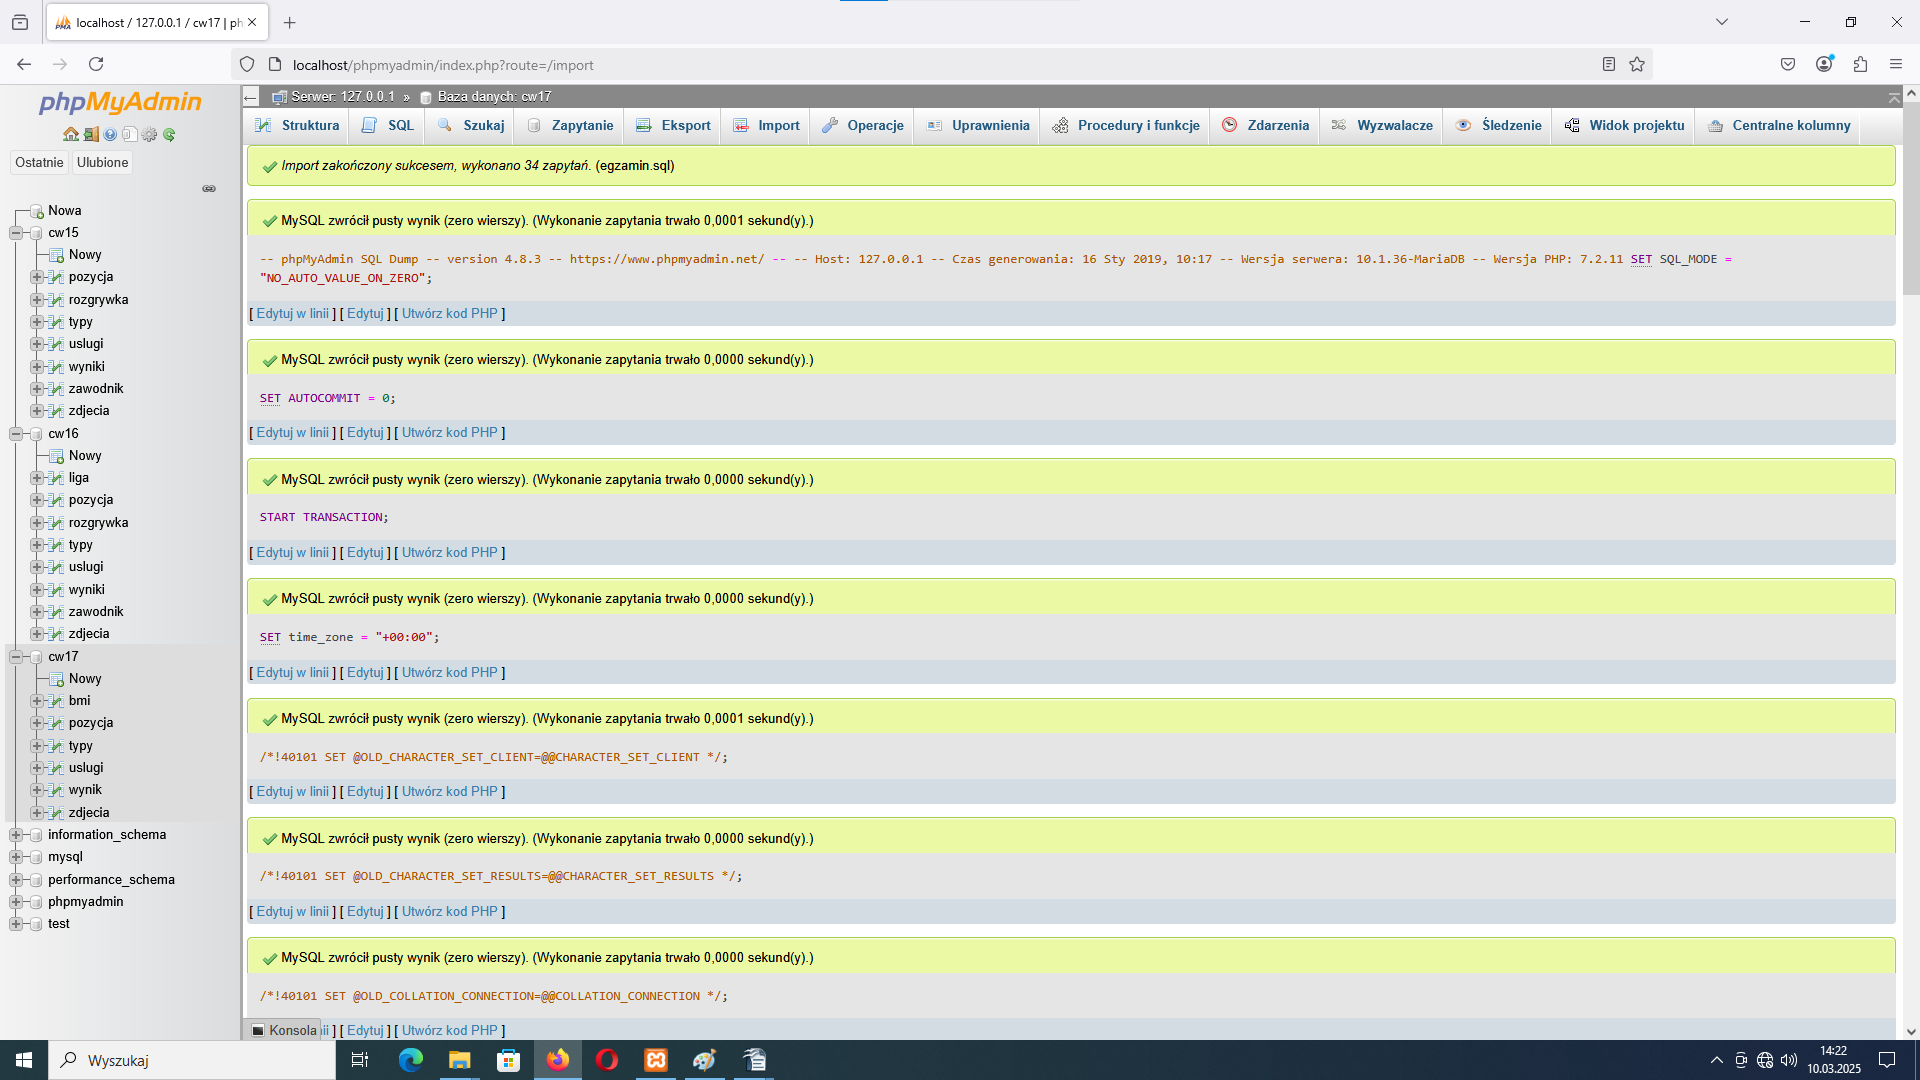 localhost / 127.0.0.1 / cw17 | ph
localhost/phpmyadmin/index.php?route=/import
phpMyAdmin
Ostatnie Ulubione
Nowa
cw15
Nowy
pozycja
rozgrywka
typy
uslugi
wyniki
zawodnik
zdjecia
cw16
Nowy
liga
pozycja
rozgrywka
typy
uslugi
wyniki
zawodnik
zdjecia
cw17
Nowy
bmi
pozycja
typy
uslugi
wynik
zdjecia
information_schema
mysql
performance_schema
phpmyadmin
test
Serwer: 127.0.0.1 » Baza danych: cw17
Struktura SQL Szukaj Zapytanie Eksport Import Operacje Uprawnienia Procedury i funkcje Zdarzenia Wyzwalacze Śledzenie Widok projektu Centralne kolumny
Import zakończony sukcesem, wykonano 34 zapytań. (egzamin.sql)
MySQL zwrócił pusty wynik (zero wierszy). (Wykonanie zapytania trwało 0,0001 sekund(y).)
-- phpMyAdmin SQL Dump -- version 4.8.3 -- https://www.phpmyadmin.net/ -- -- Host: 127.0.0.1 -- Czas generowania: 16 Sty 2019, 10:17 -- Wersja serwera: 10.1.36-MariaDB -- Wersja PHP: 7.2.11 SET SQL_MODE =
"NO_AUTO_VALUE_ON_ZERO";
[ Edytuj w linii ] [ Edytuj ] [ Utwórz kod PHP ]
MySQL zwrócił pusty wynik (zero wierszy). (Wykonanie zapytania trwało 0,0000 sekund(y).)
SET AUTOCOMMIT = 0;
[ Edytuj w linii ] [ Edytuj ] [ Utwórz kod PHP ]
MySQL zwrócił pusty wynik (zero wierszy). (Wykonanie zapytania trwało 0,0000 sekund(y).)
START TRANSACTION;
[ Edytuj w linii ] [ Edytuj ] [ Utwórz kod PHP ]
MySQL zwrócił pusty wynik (zero wierszy). (Wykonanie zapytania trwało 0,0000 sekund(y).)
SET time_zone = "+00:00";
[ Edytuj w linii ] [ Edytuj ] [ Utwórz kod PHP ]
MySQL zwrócił pusty wynik (zero wierszy). (Wykonanie zapytania trwało 0,0001 sekund(y).)
/*!40101 SET @OLD_CHARACTER_SET_CLIENT=@@CHARACTER_SET_CLIENT */;
[ Edytuj w linii ] [ Edytuj ] [ Utwórz kod PHP ]
MySQL zwrócił pusty wynik (zero wierszy). (Wykonanie zapytania trwało 0,0000 sekund(y).)
/*!40101 SET @OLD_CHARACTER_SET_RESULTS=@@CHARACTER_SET_RESULTS */;
[ Edytuj w linii ] [ Edytuj ] [ Utwórz kod PHP ]
MySQL zwrócił pusty wynik (zero wierszy). (Wykonanie zapytania trwało 0,0000 sekund(y).)
/*!40101 SET @OLD_COLLATION_CONNECTION=@@COLLATION_CONNECTION */;
Konsola nii ] [ Edytuj ] [ Utwórz kod PHP ]
Wyszukaj
14:22
10.03.2025